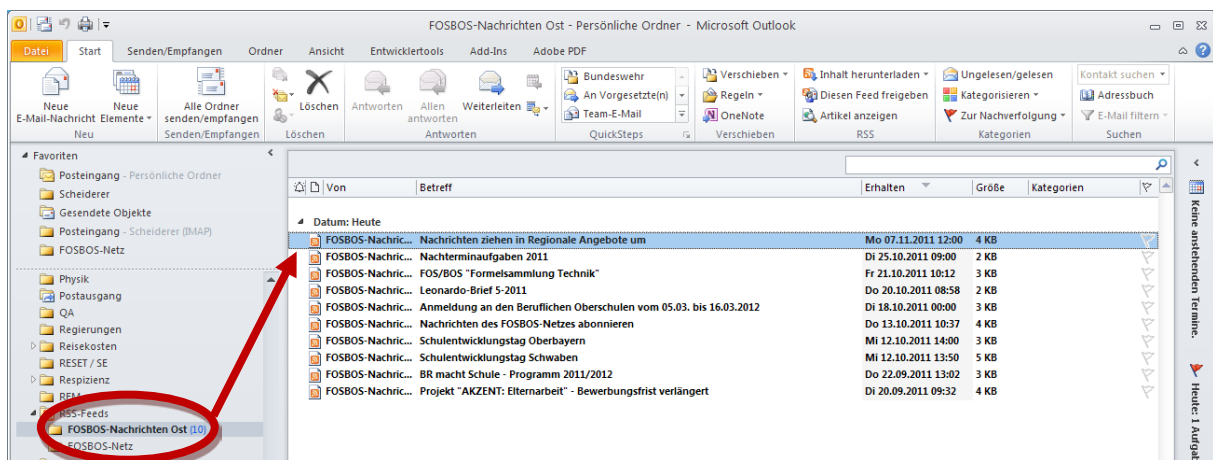 FOSBOS-Nachrichten Ost - Persönliche Ordner - Microsoft Outlook
Datei Start Senden/Empfangen Ordner Ansicht Entwicklertools Add-Ins Adobe PDF
Neue E-Mail-Nachricht
Neue Elemente
Neu
Alle Ordner senden/empfangen
Senden/Empfangen
Löschen
Löschen
Antworten
Allen antworten
Weiterleiten
Antworten
Bundeswehr
An Vorgesetzte(n)
Team-E-Mail
QuickSteps
Verschieben
Regeln
OneNote
Verschieben
Inhalt herunterladen
Diesen Feed freigeben
Artikel anzeigen
RSS
Ungelesen/gelesen
Kategorisieren
Zur Nachverfolgung
Kategorien
Kontakt suchen
Adressbuch
E-Mail filtern
Suchen
Favoriten
Posteingang - Persönliche Ordner
Scheiderer
Gesendete Objekte
Posteingang - Scheiderer (IMAP)
FOSBOS-Netz
Physik
Postausgang
QA
Regierungen
Reisekosten
RESET / SE
Respizienz
RSS-Feeds
FOSBOS-Nachrichten Ost (10)
FOSBOS-Netz
Von Betreff Erhalten Größe Kategorien
Datum: Heute
FOSBOS-Nachric... Nachrichten ziehen in Regionale Angebote um Mo 07.11.2011 12:00 4 KB
FOSBOS-Nachric... Nachterminaufgaben 2011 Di 25.10.2011 09:00 2 KB
FOSBOS-Nachric... FOS/BOS "Formelsammlung Technik" Fr 21.10.2011 10:12 3 KB
FOSBOS-Nachric... Leonardo-Brief 5-2011 Do 20.10.2011 08:58 2 KB
FOSBOS-Nachric... Anmeldung an den Beruflichen Oberschulen vom 05.03. bis 16.03.2012 Di 18.10.2011 00:00 3 KB
FOSBOS-Nachric... Nachrichten des FOSBOS-Netzes abonnieren Do 13.10.2011 10:37 4 KB
FOSBOS-Nachric... Schulentwicklungstag Oberbayern Mi 12.10.2011 14:00 3 KB
FOSBOS-Nachric... Schulentwicklungstag Schwaben Mi 12.10.2011 13:50 5 KB
FOSBOS-Nachric... BR macht Schule - Programm 2011/2012 Do 22.09.2011 13:02 3 KB
FOSBOS-Nachric... Projekt "AKZENT: Elternarbeit" - Bewerbungsfrist verlängert Di 20.09.2011 09:32 4 KB
Keine anstehenden Termine.
Heute: 1 Aufgab